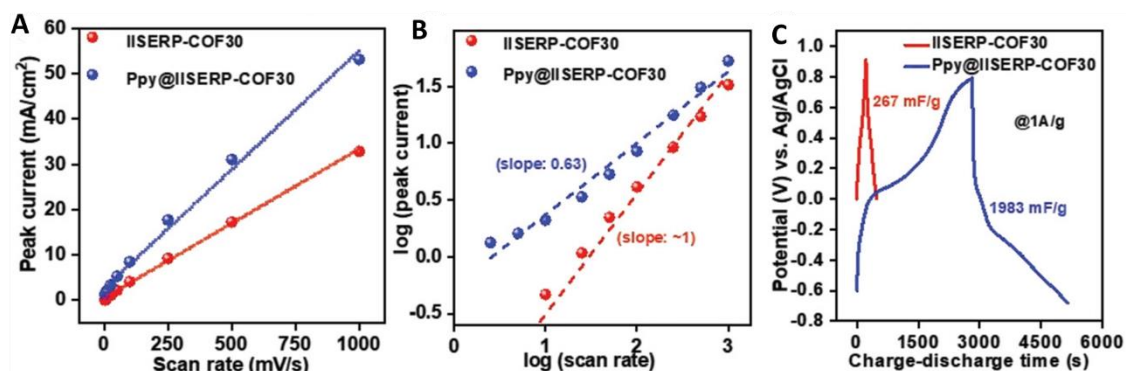 A
Peak current (mA/cm²)
60
50
40
30
20
10
0
IISERP-COF30
Ppy@IISERP-COF30
0
250
500
750
1000
Scan rate (mV/s)
B
log (peak current)
1.5
1.0
0.5
0.0
-0.5
IISERP-COF30
Ppy@IISERP-COF30
(slope: 0.63)
(slope: ~1)
0
1
2
3
log (scan rate)
C
Potential (V) vs. Ag/AgCl
1.0
0.8
0.6
0.4
0.2
0.0
-0.2
-0.4
-0.6
-0.8
IISERP-COF30
Ppy@IISERP-COF30
267 mF/g
@1A/g
1983 mF/g
0
1500
3000
4500
6000
Charge-discharge time (s)